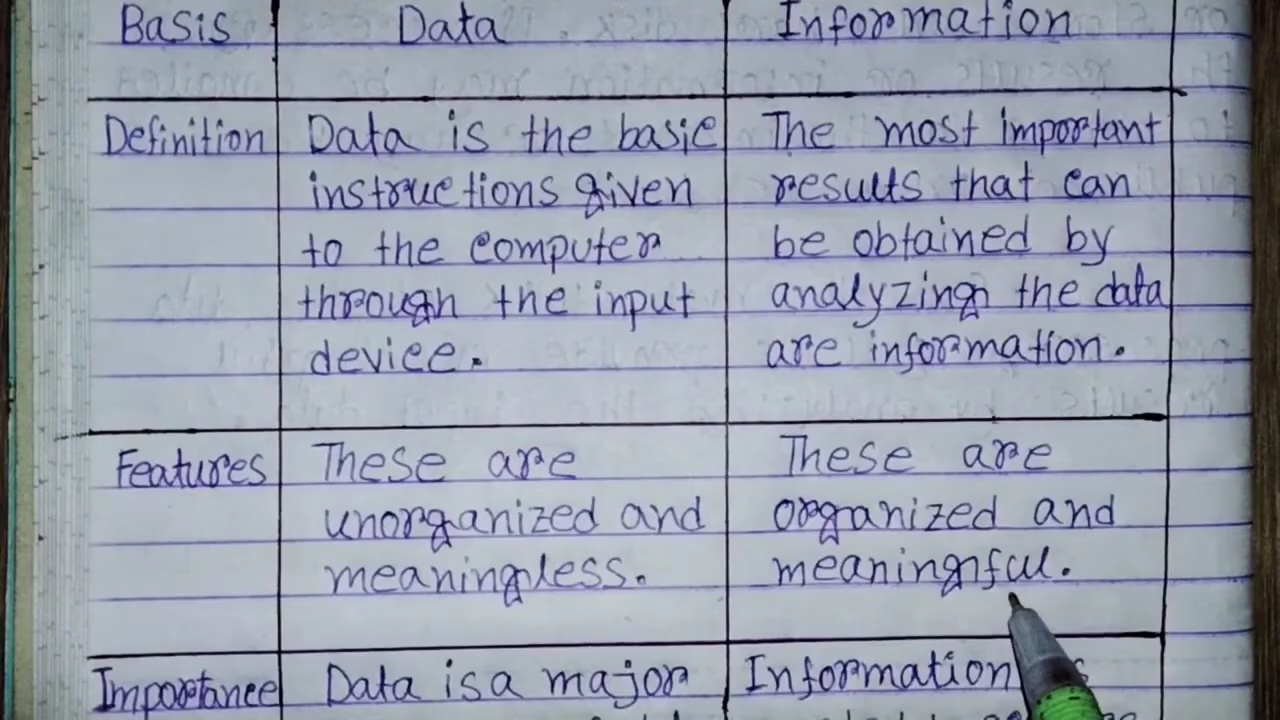 Basis Data Information
Definition Data is the basic The most important
instructions given results that can
to the computer be obtained by
through the input analyzing the data
device. are information.
Features These are These are
unorganized and organized and
meaningless. meaningful.
Importance Data is a major Information